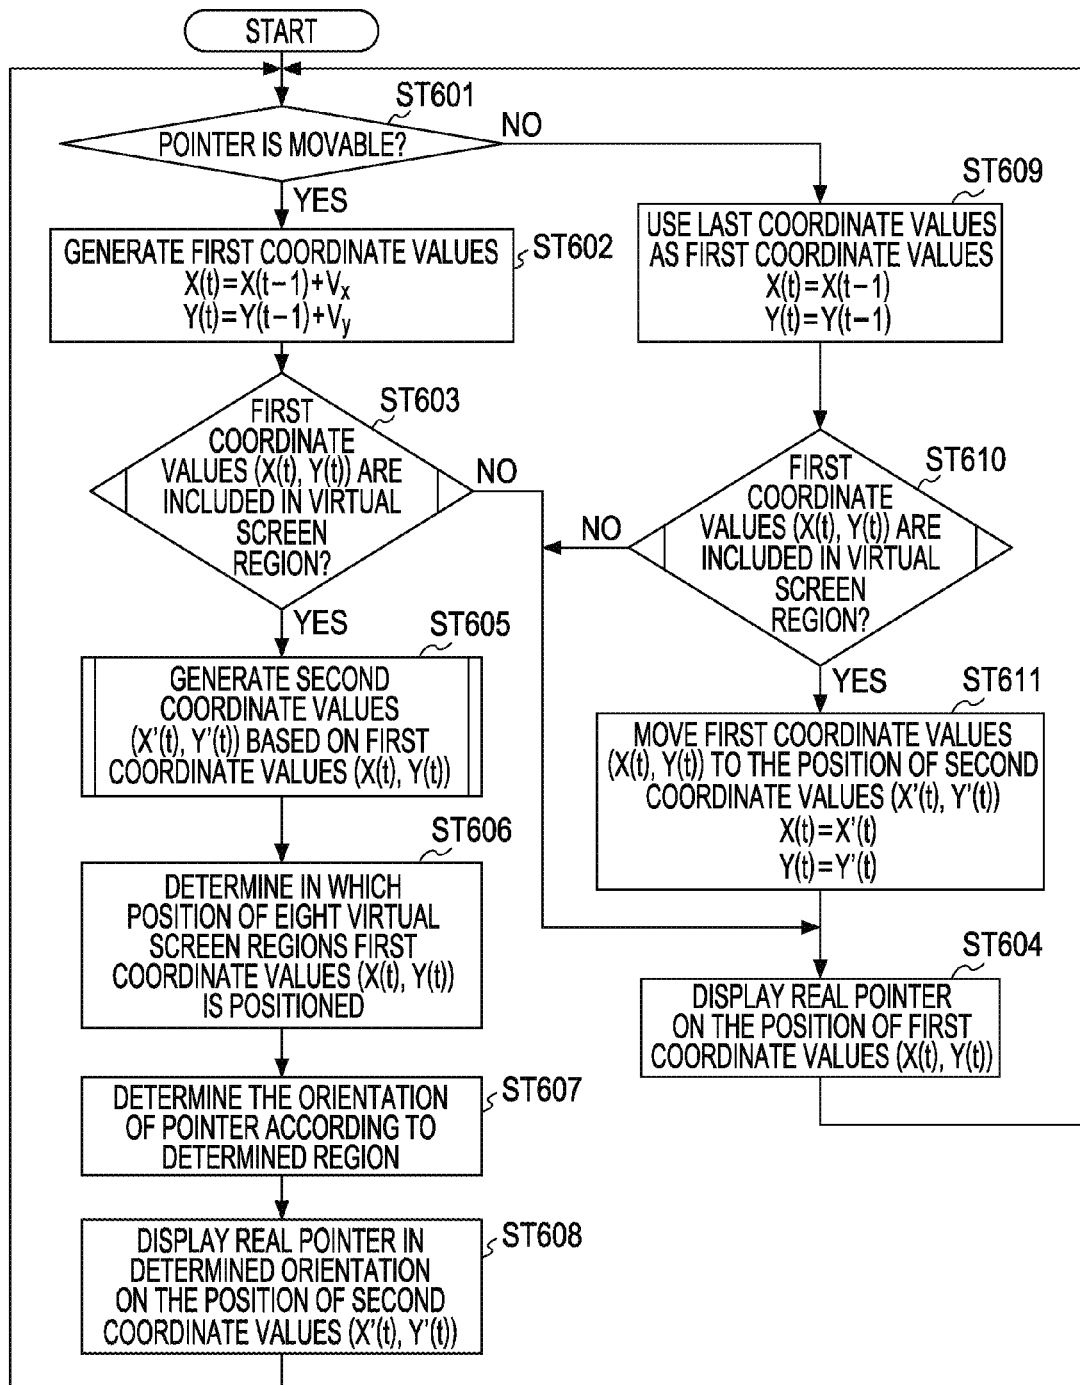 START
ST601
POINTER IS MOVABLE?
NO
YES
ST602
GENERATE FIRST COORDINATE VALUES
X(t)=X(t−1)+Vx
Y(t)=Y(t−1)+Vy
ST609
USE LAST COORDINATE VALUES
AS FIRST COORDINATE VALUES
X(t)=X(t−1)
Y(t)=Y(t−1)
ST603
FIRST
COORDINATE
VALUES (X(t), Y(t)) ARE
INCLUDED IN VIRTUAL
SCREEN
REGION?
NO
YES
ST610
FIRST
COORDINATE
VALUES (X(t), Y(t)) ARE
INCLUDED IN VIRTUAL
SCREEN
REGION?
NO
YES
ST605
GENERATE SECOND
COORDINATE VALUES
(X'(t), Y'(t)) BASED ON FIRST
COORDINATE VALUES (X(t), Y(t))
ST611
MOVE FIRST COORDINATE VALUES
(X(t), Y(t)) TO THE POSITION OF SECOND
COORDINATE VALUES (X'(t), Y'(t))
X(t)=X'(t)
Y(t)=Y'(t)
ST606
DETERMINE IN WHICH
POSITION OF EIGHT VIRTUAL
SCREEN REGIONS FIRST
COORDINATE VALUES (X(t), Y(t))
IS POSITIONED
ST604
DISPLAY REAL POINTER
ON THE POSITION OF FIRST
COORDINATE VALUES (X(t), Y(t))
ST607
DETERMINE THE ORIENTATION
OF POINTER ACCORDING TO
DETERMINED REGION
ST608
DISPLAY REAL POINTER IN
DETERMINED ORIENTATION
ON THE POSITION OF SECOND
COORDINATE VALUES (X'(t), Y'(t))